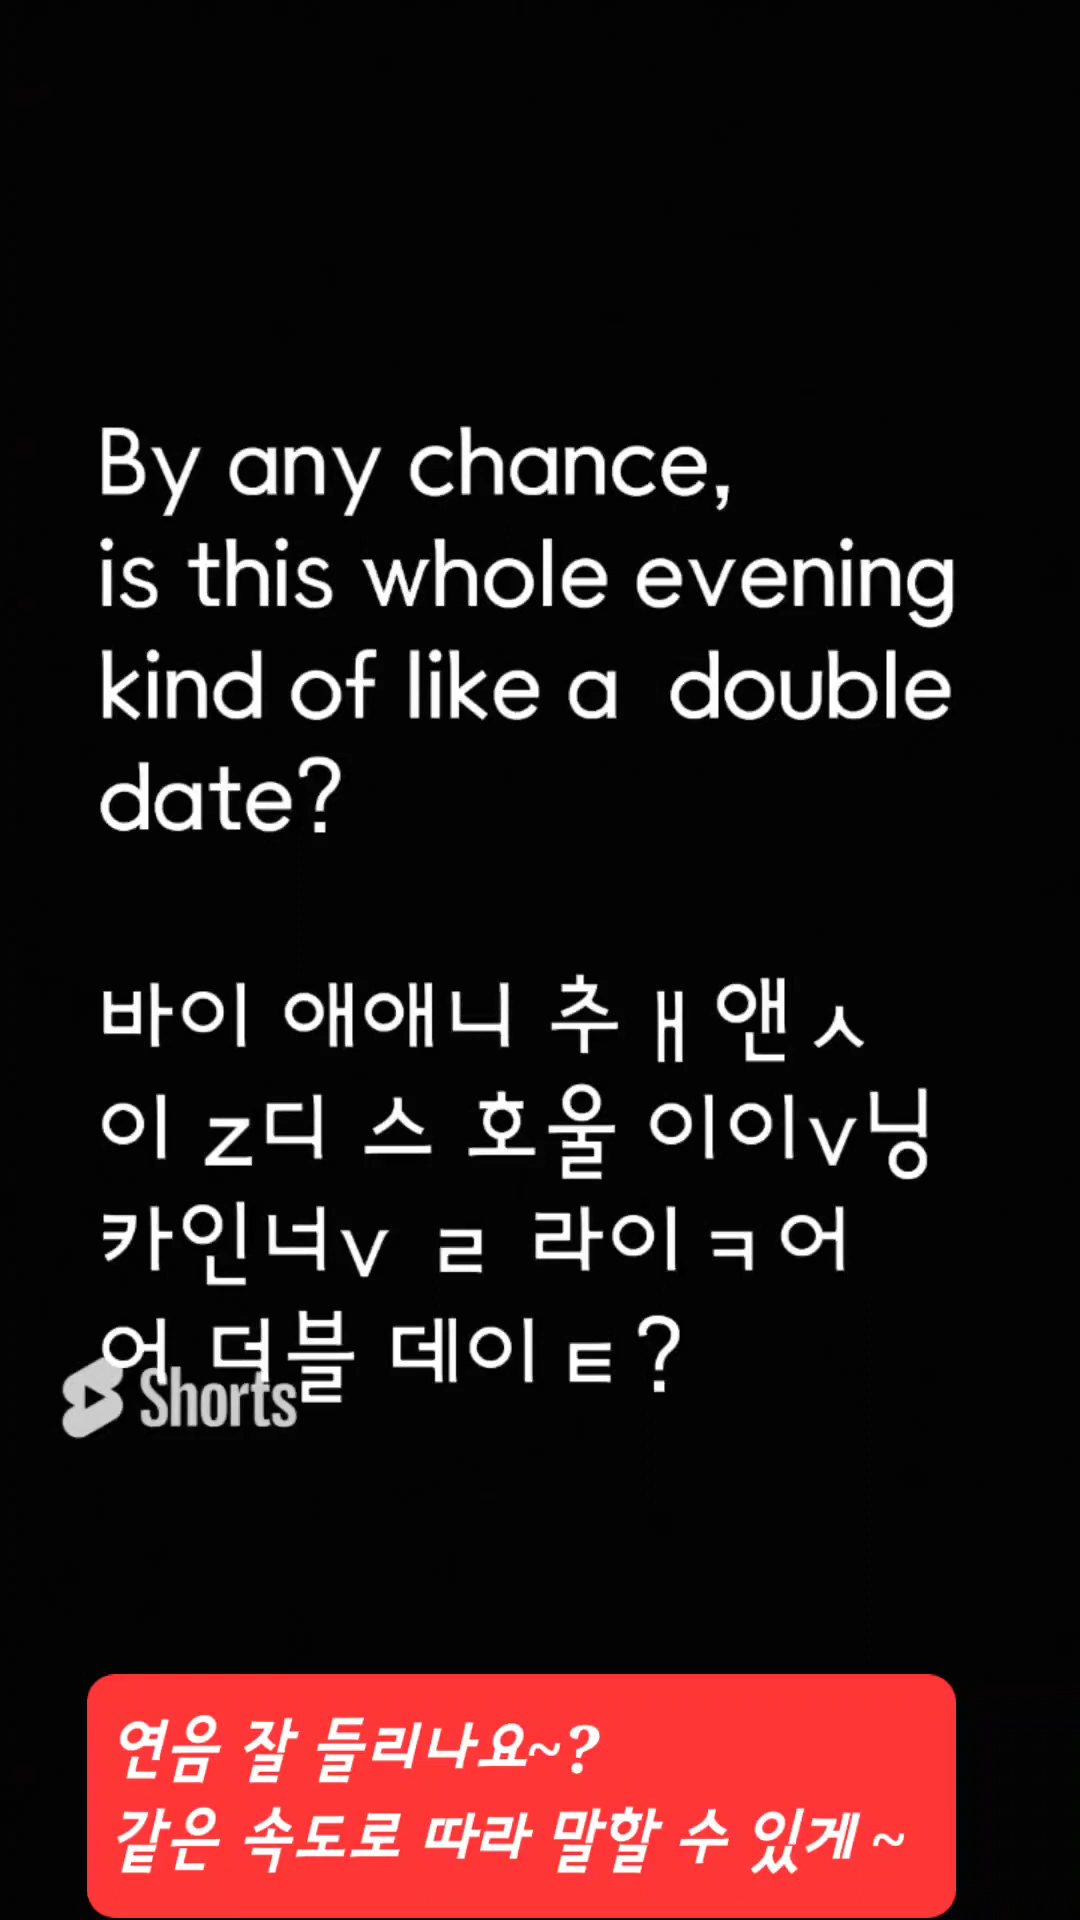 By any chance,
is this whole evening
kind of like a double
date?
바이 애애니 추ㅐ앤ㅅ
이 z디 스 호울 이이v닝
카인너v ㄹ 라이ㅋ어
어 더블 데이ㅌ?
Shorts
연음 잘 들리나요~?
같은 속도로 따라 말할 수 있게 ~